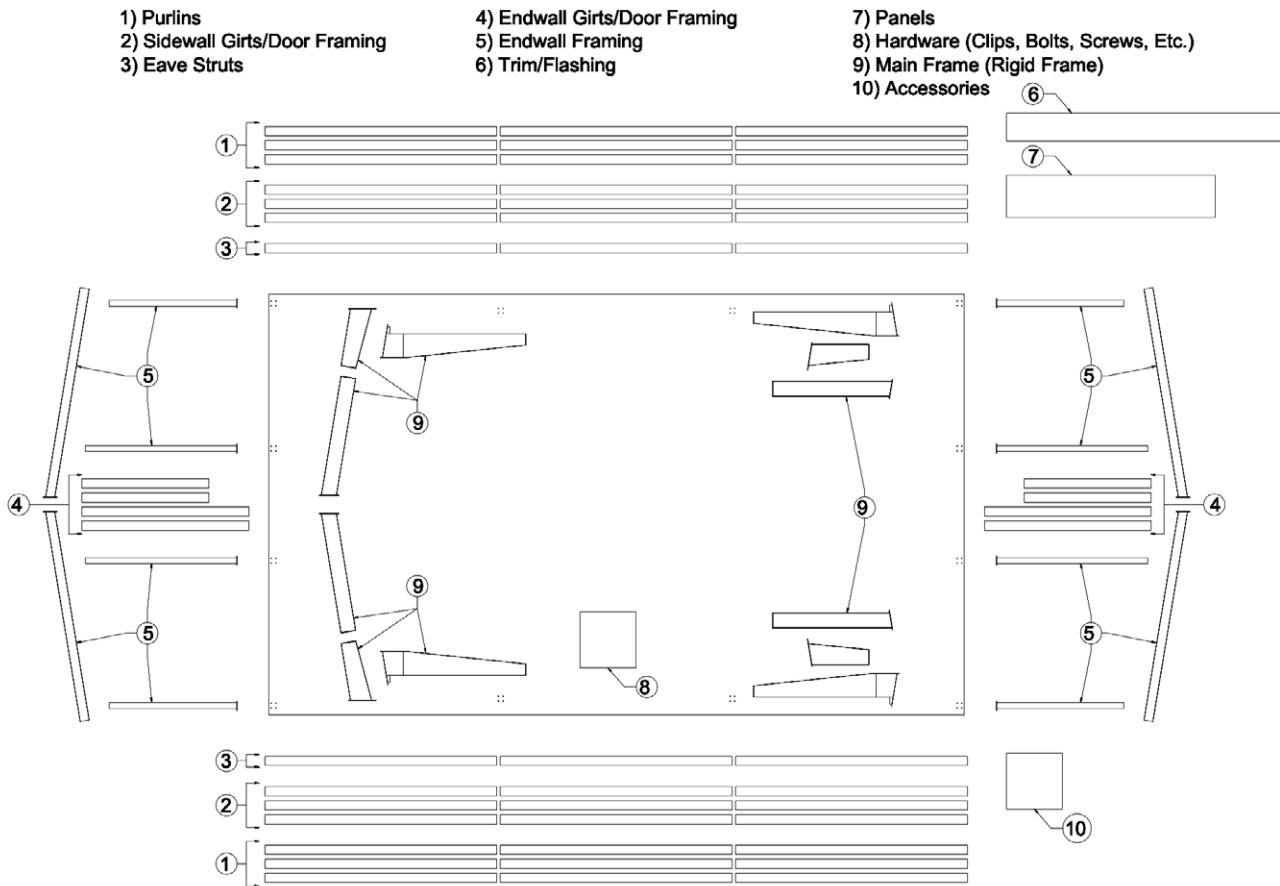 1) Purlins
2) Sidewall Girts/Door Framing
3) Eave Struts
4) Endwall Girts/Door Framing
5) Endwall Framing
6) Trim/Flashing
7) Panels
8) Hardware (Clips, Bolts, Screws, Etc.)
9) Main Frame (Rigid Frame)
10) Accessories
6
1
7
2
3
5
5
9
4
9
4
9
5
5
8
3
2
10
1